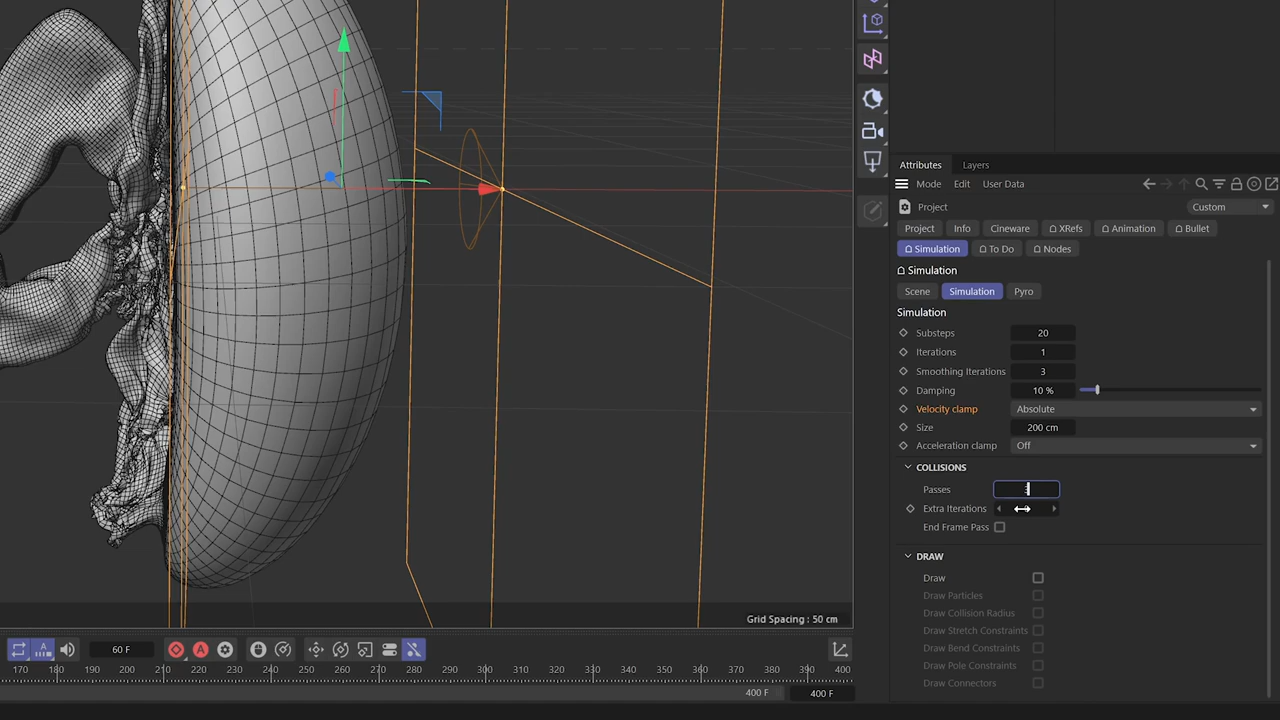 Attributes Layers
Mode Edit User Data
Project Custom
Project Info Cineware XRefs Animation Bullet
Simulation To Do Nodes
Simulation
Scene Simulation Pyro
Simulation
Substeps 20
Iterations 1
Smoothing Iterations 3
Damping 10 %
Velocity clamp Absolute
Size 200 cm
Acceleration clamp Off
COLLISIONS
Passes
Extra Iterations
End Frame Pass
DRAW
Draw
Draw Particles
Draw Collision Radius
Draw Stretch Constraints
Draw Bend Constraints
Draw Pole Constraints
Draw Connectors
Grid Spacing : 50 cm
60 F
170 180 190 200 210 220 230 240 250 260 270 280 290 300 310 320 330 340 350 360 370 380 390 400
400 F 400 F